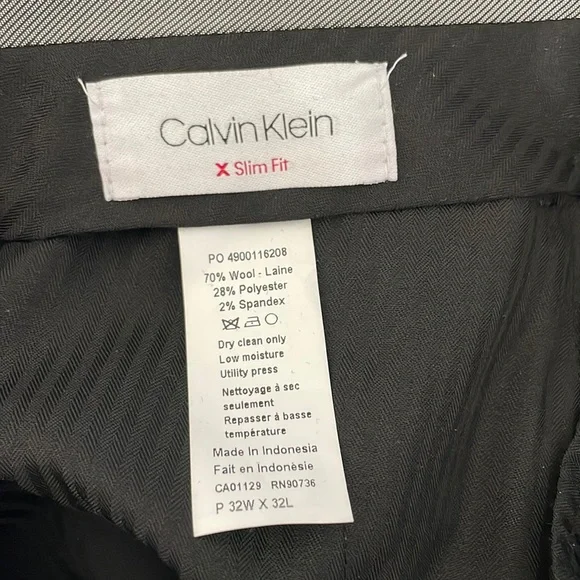 Calvin Klein
X Slim Fit
PO 4900116208
70% Wool - Laine
28% Polyester
2% Spandex
Dry clean only
Low moisture
Utility press
Nettoyage à sec
seulement
Repasser à basse
température
Made in Indonesia
Fait en Indonèsie
CA01129 RN90736
P 32W X 32L